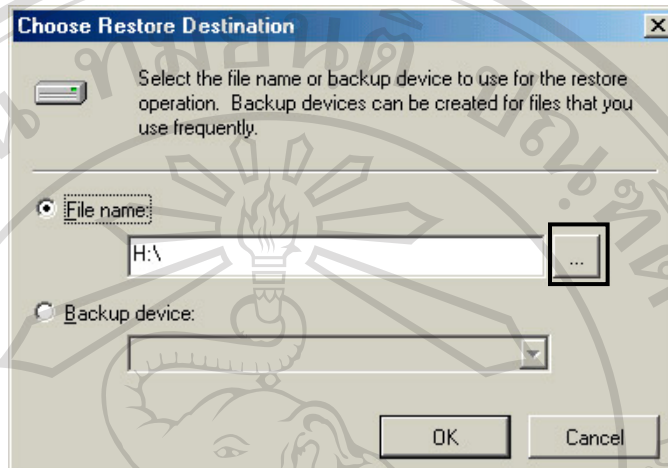 Choose Restore Destination
Select the file name or backup device to use for the restore
operation. Backup devices can be created for files that you
use frequently.
File name:
H:\
...
Backup device:
OK
Cancel